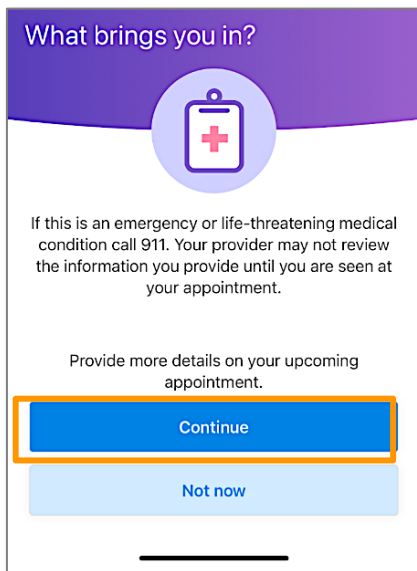 What brings you in?
If this is an emergency or life-threatening medical
condition call 911. Your provider may not review
the information you provide until you are seen at
your appointment.
Provide more details on your upcoming
appointment.
Continue
Not now